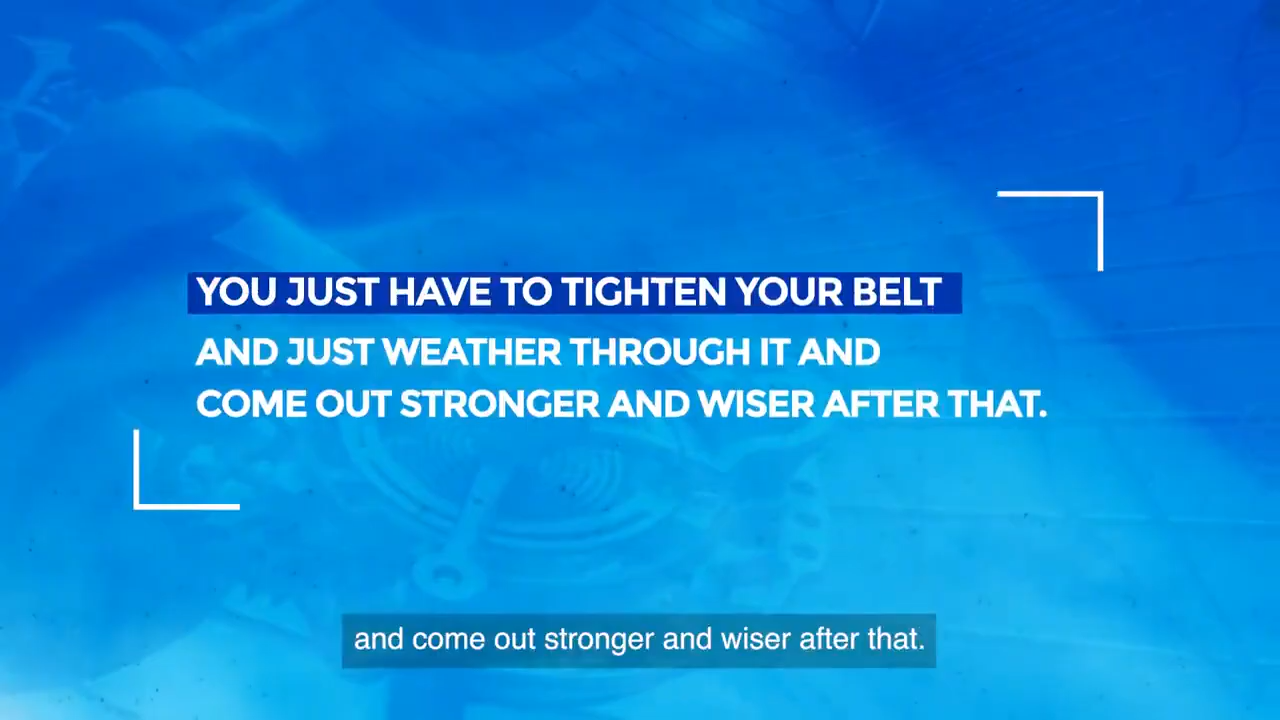 YOU JUST HAVE TO TIGHTEN YOUR BELT
AND JUST WEATHER THROUGH IT AND
COME OUT STRONGER AND WISER AFTER THAT.
and come out stronger and wiser after that.